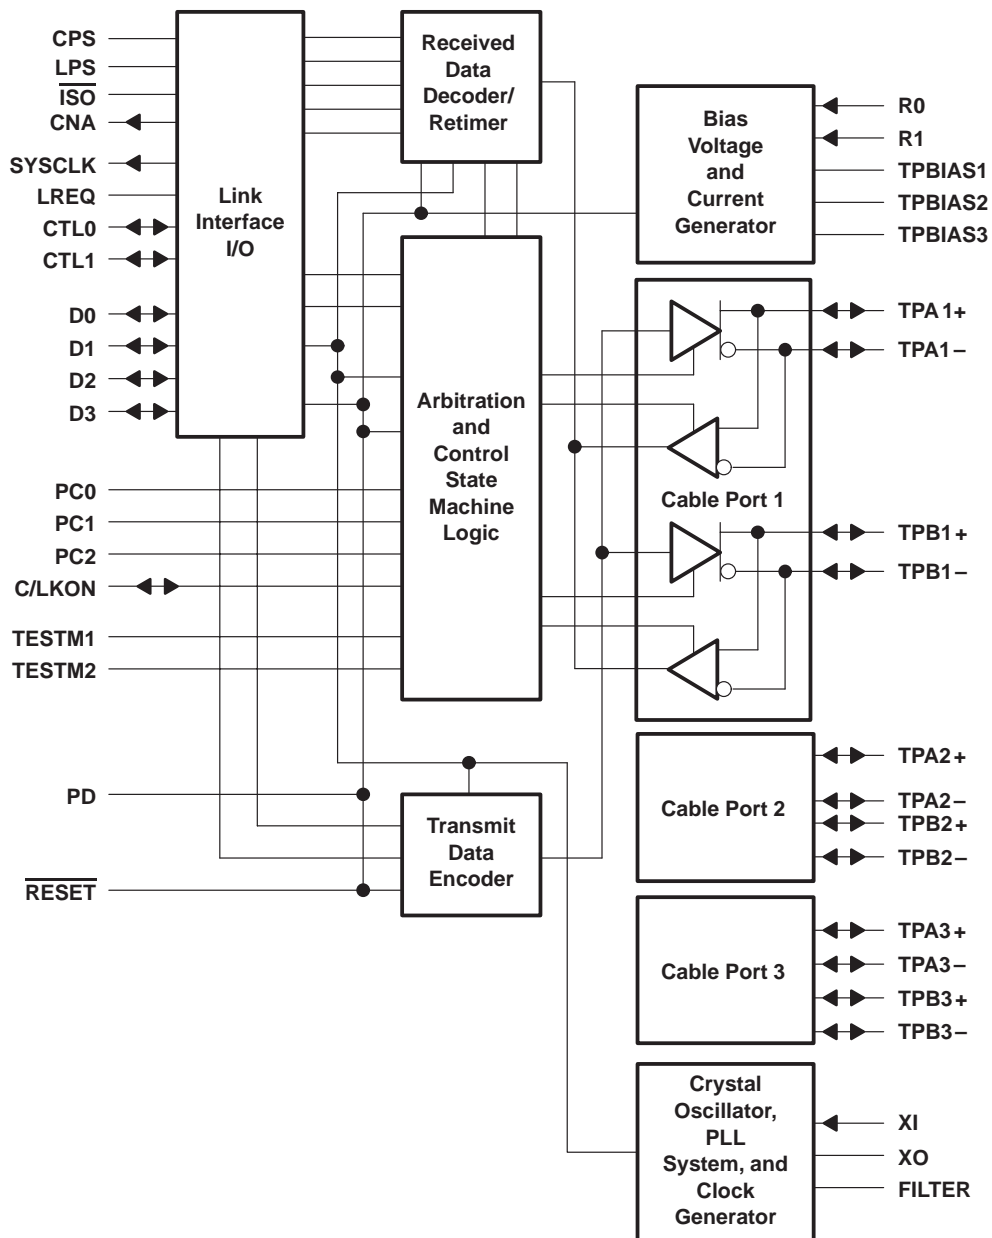 CPS
LPS
ISO
CNA
SYSCLK
LREQ
CTL0
CTL1
D0
D1
D2
D3
PC0
PC1
PC2
C/LKON
TESTM1
TESTM2
PD
RESET
Link
Interface
I/O
Received
Data
Decoder/
Retimer
Arbitration
and
Control
State
Machine
Logic
Transmit
Data
Encoder
Bias
Voltage
and
Current
Generator
Cable Port 1
Cable Port 2
Cable Port 3
Crystal
Oscillator,
PLL
System, and
Clock
Generator
R0
R1
TPBIAS1
TPBIAS2
TPBIAS3
TPA1+
TPA1–
TPB1+
TPB1–
TPA2+
TPA2–
TPB2+
TPB2–
TPA3+
TPA3–
TPB3+
TPB3–
XI
XO
FILTER